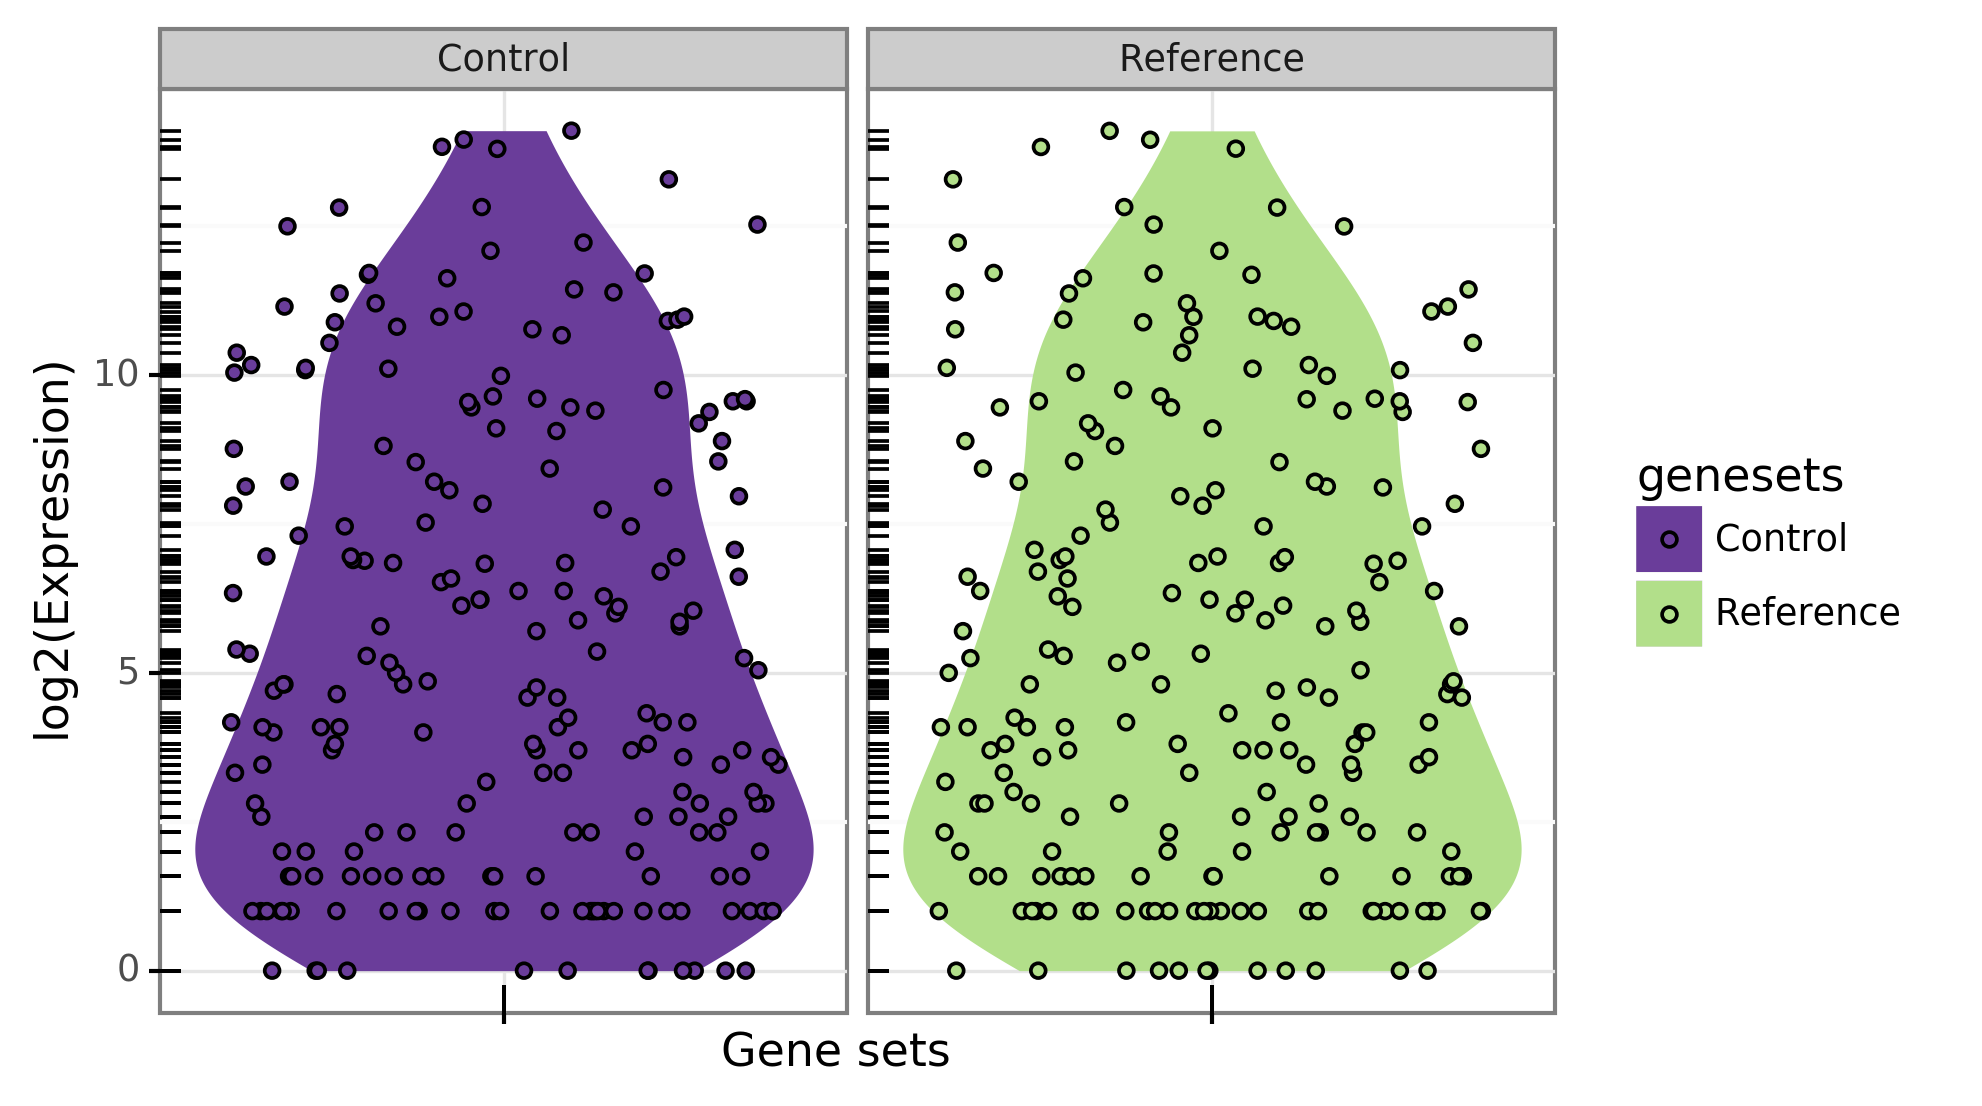 Control
Reference
log2(Expression)
10
5
0
Gene sets
genesets
Control
Reference